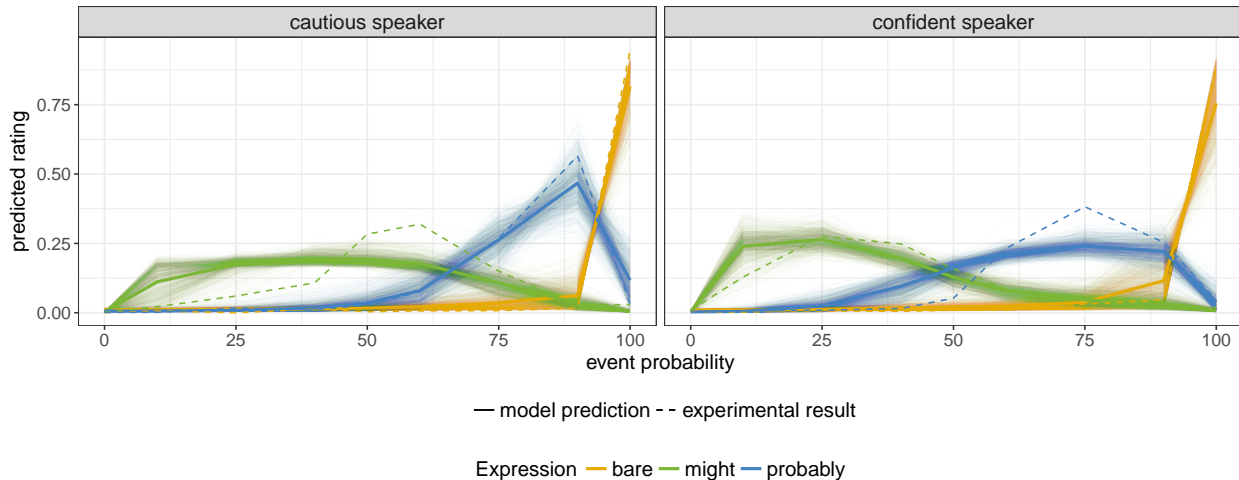 cautious speaker
confident speaker
predicted rating
0.75
0.50
0.25
0.00
0 25 50 75 100
0 25 50 75 100
event probability
model prediction experimental result
Expression bare might probably